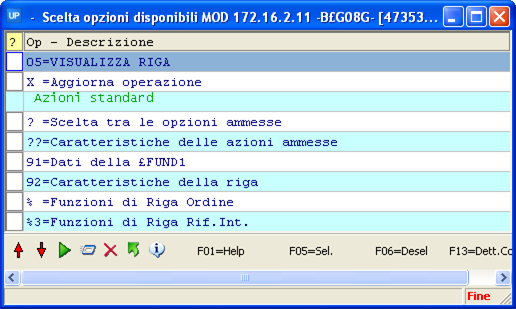 UP - Scelta opzioni disponibili MOD 172.16.2.11 -B£G08G- [47353...
? Op - Descrizione
05=VISUALIZZA RIGA
X =Aggiorna operazione
Azioni standard
? =Scelta tra le opzioni ammesse
??=Caratteristiche delle azioni ammesse
91=Dati della £FUND1
92=Caratteristiche della riga
% =Funzioni di Riga Ordine
%3=Funzioni di Riga Rif.Int.
F01=Help F05=Sel. F06=Desel F13=Dett.Co
Fine